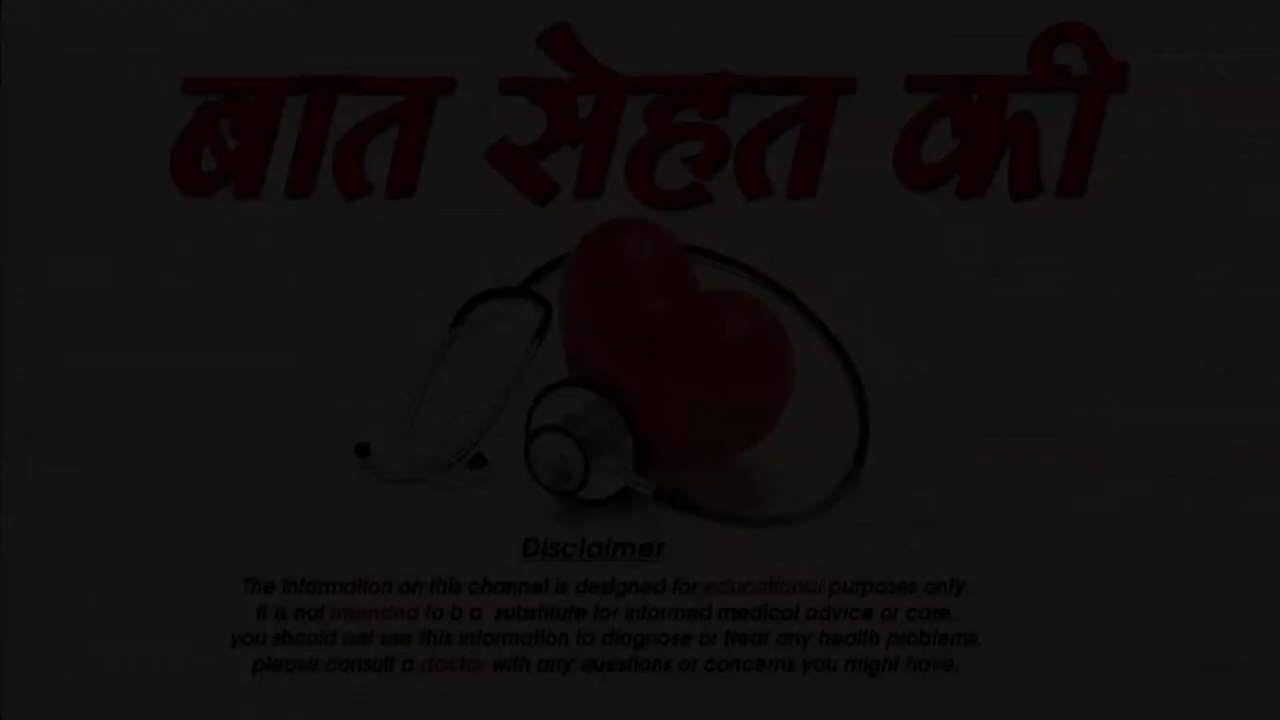 बात सेहत की
Disclaimer
The information on this channel is designed for educational purposes only.
it is not intended to b a substitute for informed medical advice or care.
you should not use this information to diagnose or treat any health problems.
please consult a doctor with any questions or concerns you might have.